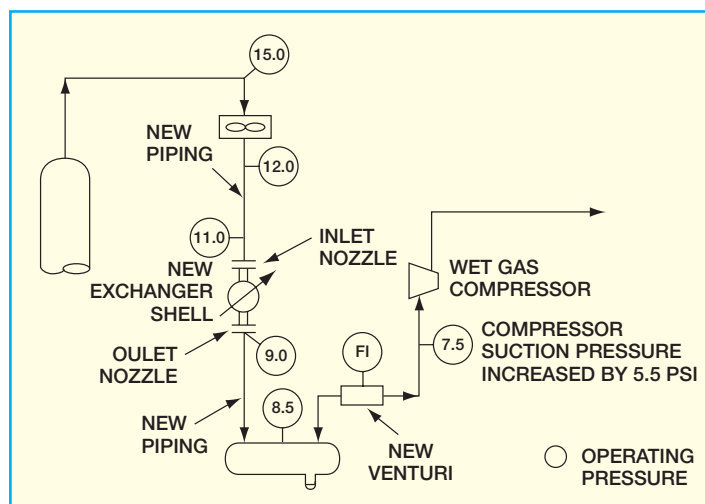 15.0
NEW
PIPING
12.0
11.0
INLET
NOZZLE
NEW
EXCHANGER
SHELL
OULET
NOZZLE
9.0
NEW
PIPING
8.5
FI
NEW
VENTURI
WET GAS
COMPRESSOR
7.5
COMPRESSOR
SUCTION PRESSURE
INCREASED BY 5.5 PSI
OPERATING
PRESSURE